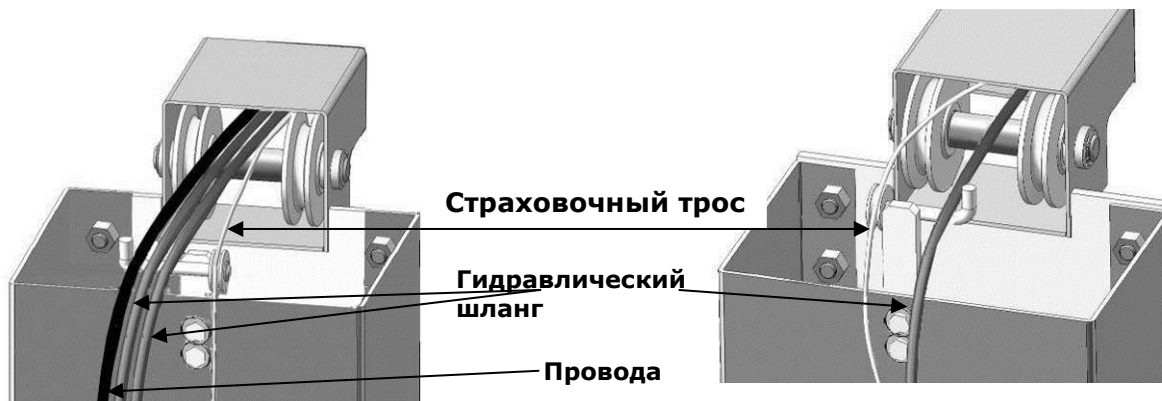 Страховочный трос
Гидравлический
шланг
Провода